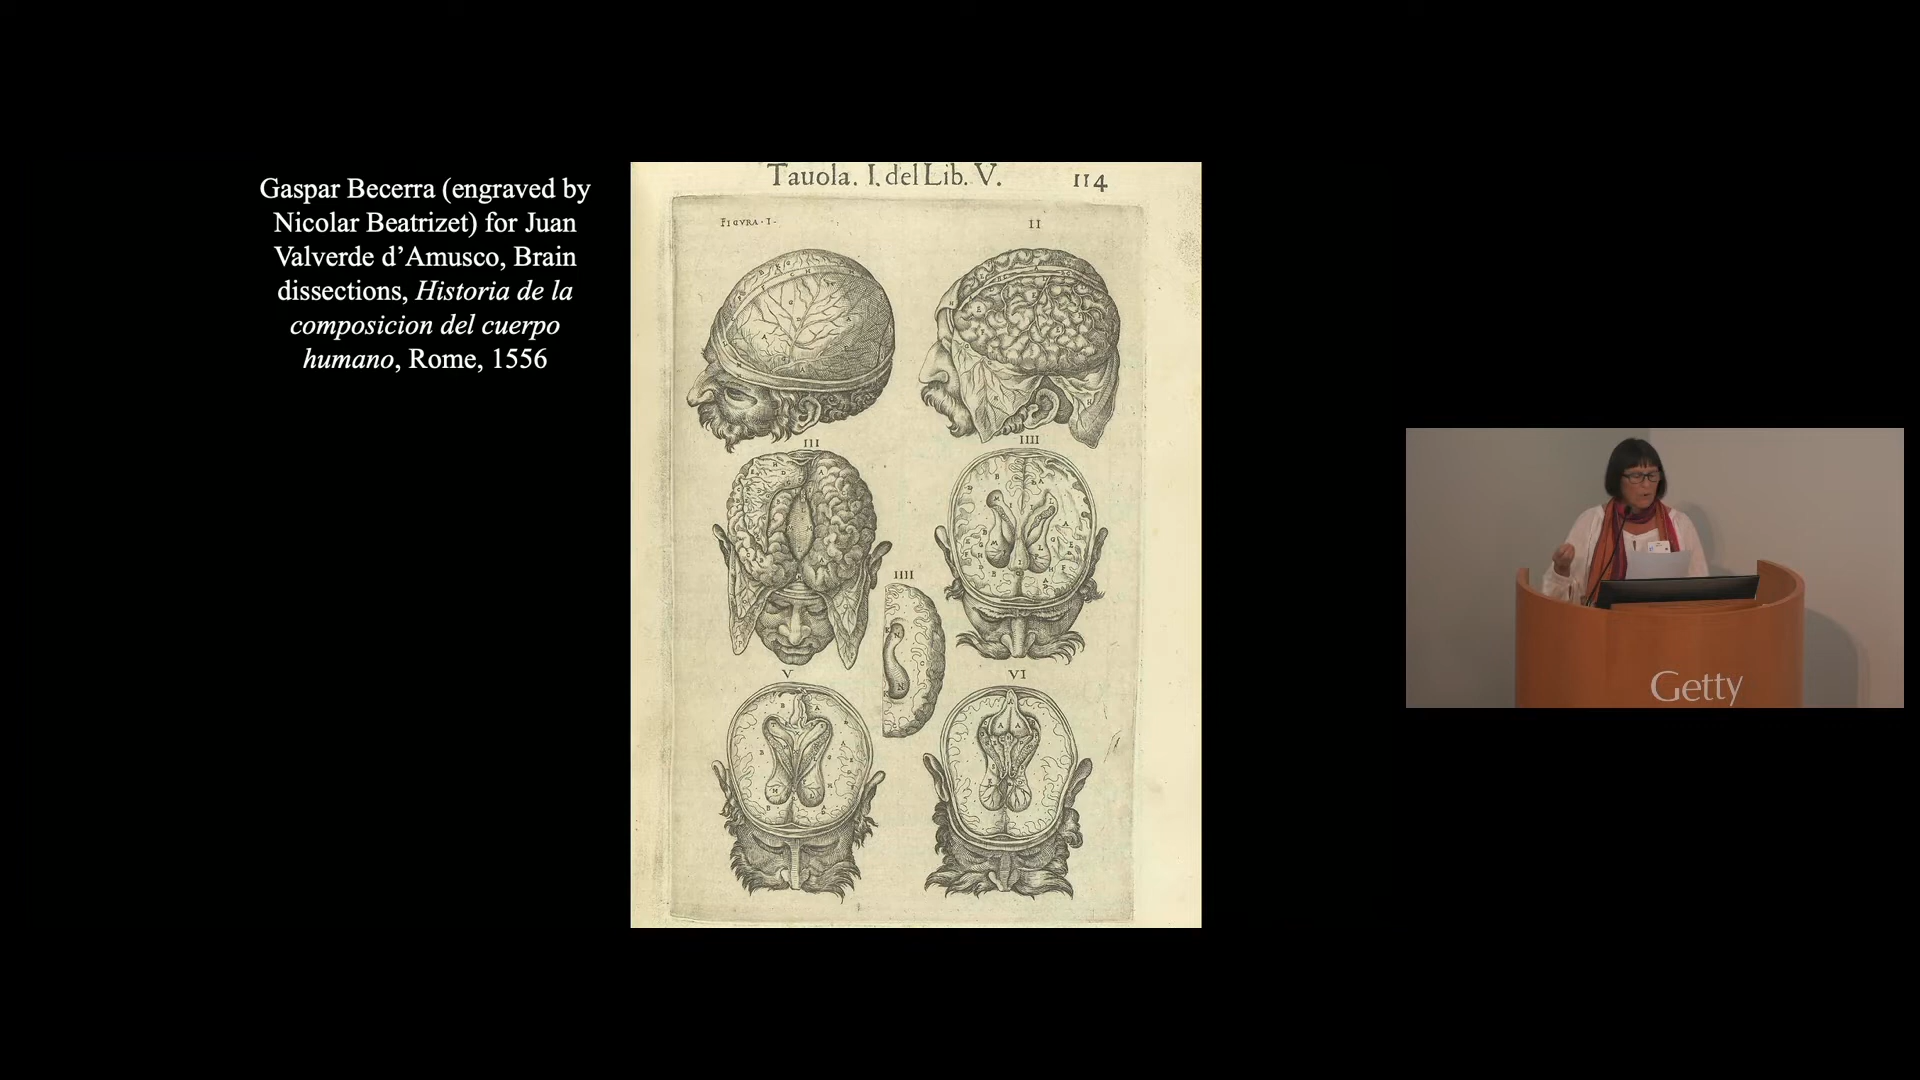 Gaspar Becerra (engraved by
Nicolar Beatrizet) for Juan
Valverde d’Amusco, Brain
dissections, Historia de la
composicion del cuerpo
humano, Rome, 1556
Tauola. I. del Lib. V.
114
FIGVRA · I ·
II
III
IIII
IIII
V
VI
Getty